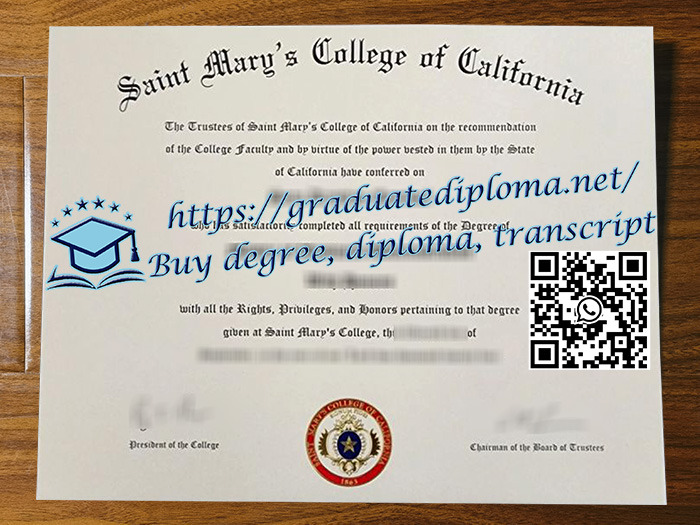 Saint Mary's College of California
The Trustees of Saint Mary's College of California on the recommendation
of the College Faculty and by virtue of the power vested in them by the State
of California have conferred on
https://graduatediploma.net/
who has satisfactorily completed all requirements of the Degree of
Buy degree, diploma, transcript
with all the Rights, Privileges, and Honors pertaining to that degree
given at Saint Mary's College, of
President of the College
SAINT MARY'S COLLEGE OF CALIFORNIA
1863
Chairman of the Board of Trustees